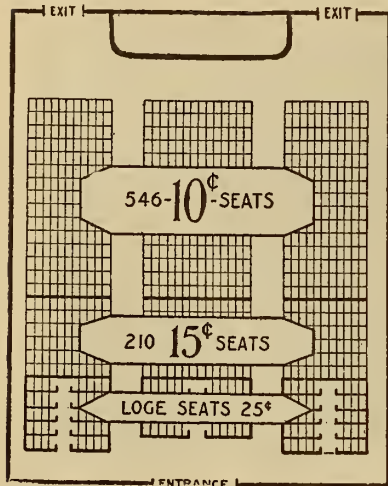 EXIT EXIT
546-10¢-SEATS
210 15¢ SEATS
LOGE SEATS 25¢
ENTRANCE